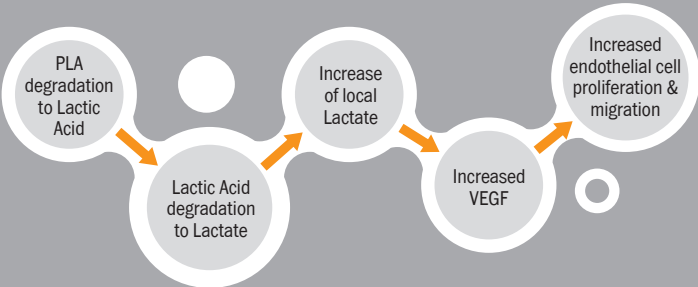 PLA
degradation
to Lactic
Acid
Lactic Acid
degradation
to Lactate
Increase
of local
Lactate
Increased
VEGF
Increased
endothelial cell
proliferation &
migration